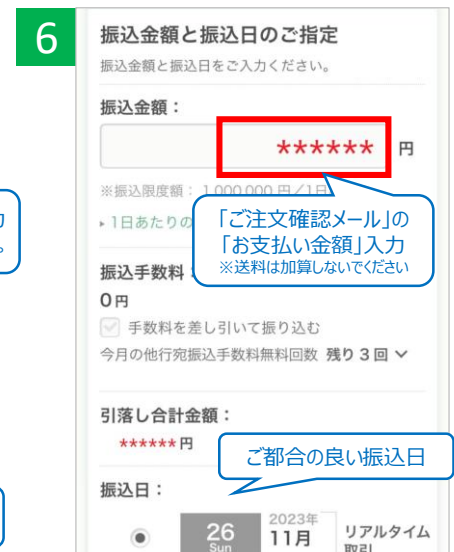 6
振込金額と振込日のご指定
振込金額と振込日をご入力ください。
振込金額：
****** 円
※振込限度額： 1,000,000 円／1日
▸ 1日あたりの
「ご注文確認メール」の
「お支払い金額」入力
※送料は加算しないでください
力
。
振込手数料：
0円
手数料を差し引いて振り込む
今月の他行宛振込手数料無料回数 残り 3 回
引落し合計金額：
****** 円
ご都合の良い振込日
振込日：
26
Sun
2023年
11月
リアルタイム
取引